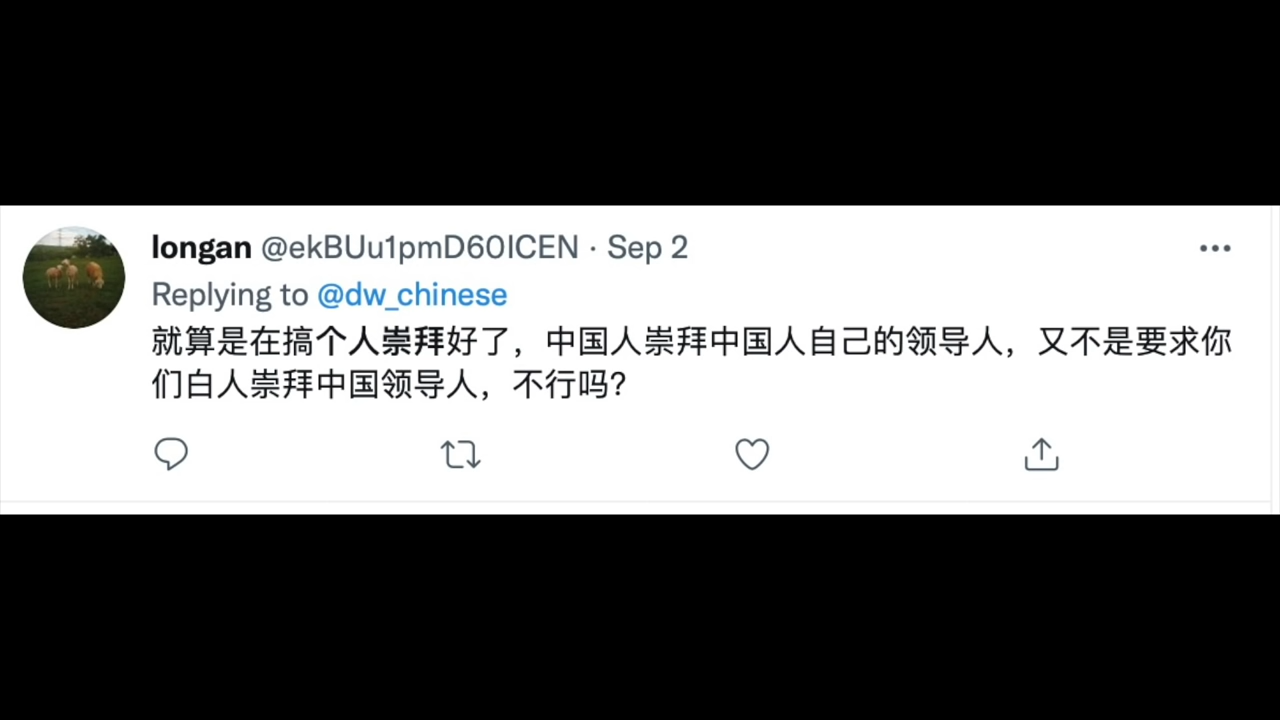 longan @ekBUu1pmD60ICEN · Sep 2
Replying to @dw_chinese
就算是在搞个人崇拜好了，中国人崇拜中国人自己的领导人，又不是要求你
们白人崇拜中国领导人，不行吗？